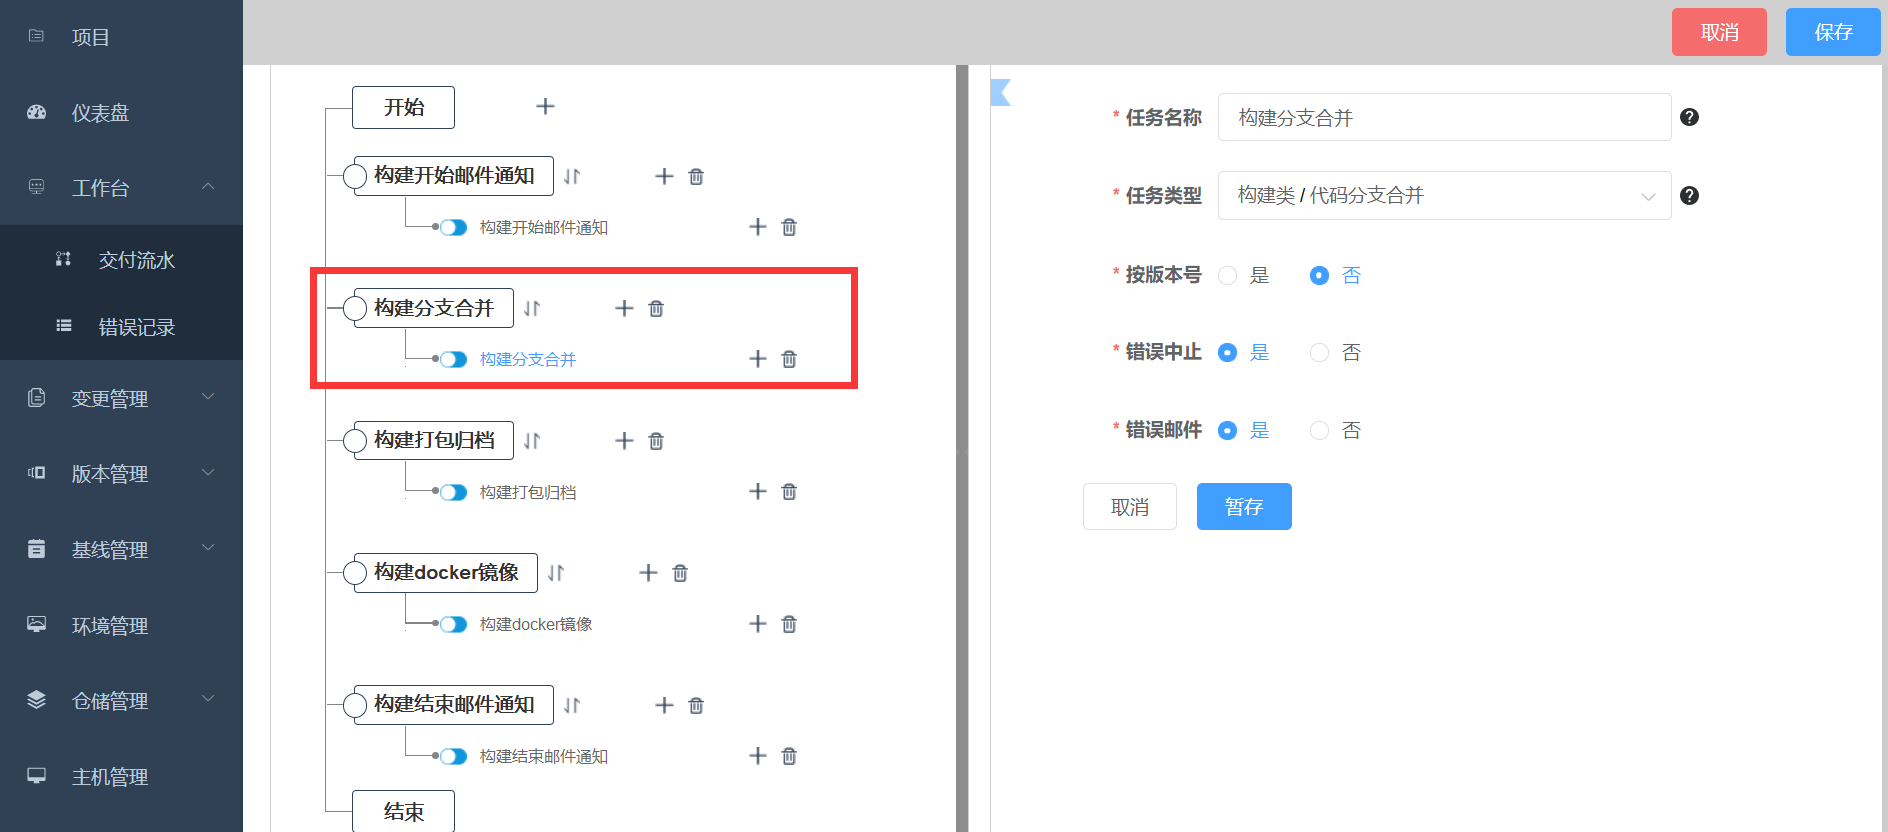 项目
仪表盘
工作台
交付流水
错误记录
变更管理
版本管理
基线管理
环境管理
仓储管理
主机管理
取消
保存
开始
构建开始邮件通知
构建开始邮件通知
构建分支合并
构建分支合并
构建打包归档
构建打包归档
构建docker镜像
构建docker镜像
构建结束邮件通知
构建结束邮件通知
结束
* 任务名称 构建分支合并 ?
* 任务类型 构建类 / 代码分支合并 ?
* 按版本号 是 否
* 错误中止 是 否
* 错误邮件 是 否
取消 暂存